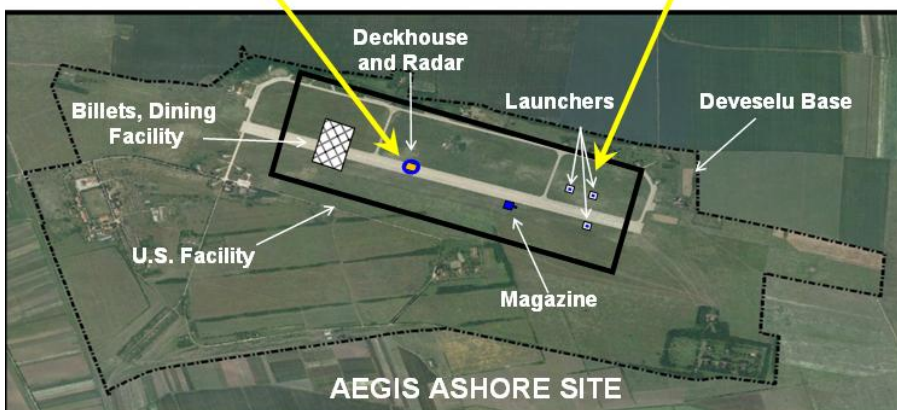 Deckhouse
and Radar
Billets, Dining
Facility
Launchers
Deveselu Base
U.S. Facility
Magazine
AEGIS ASHORE SITE